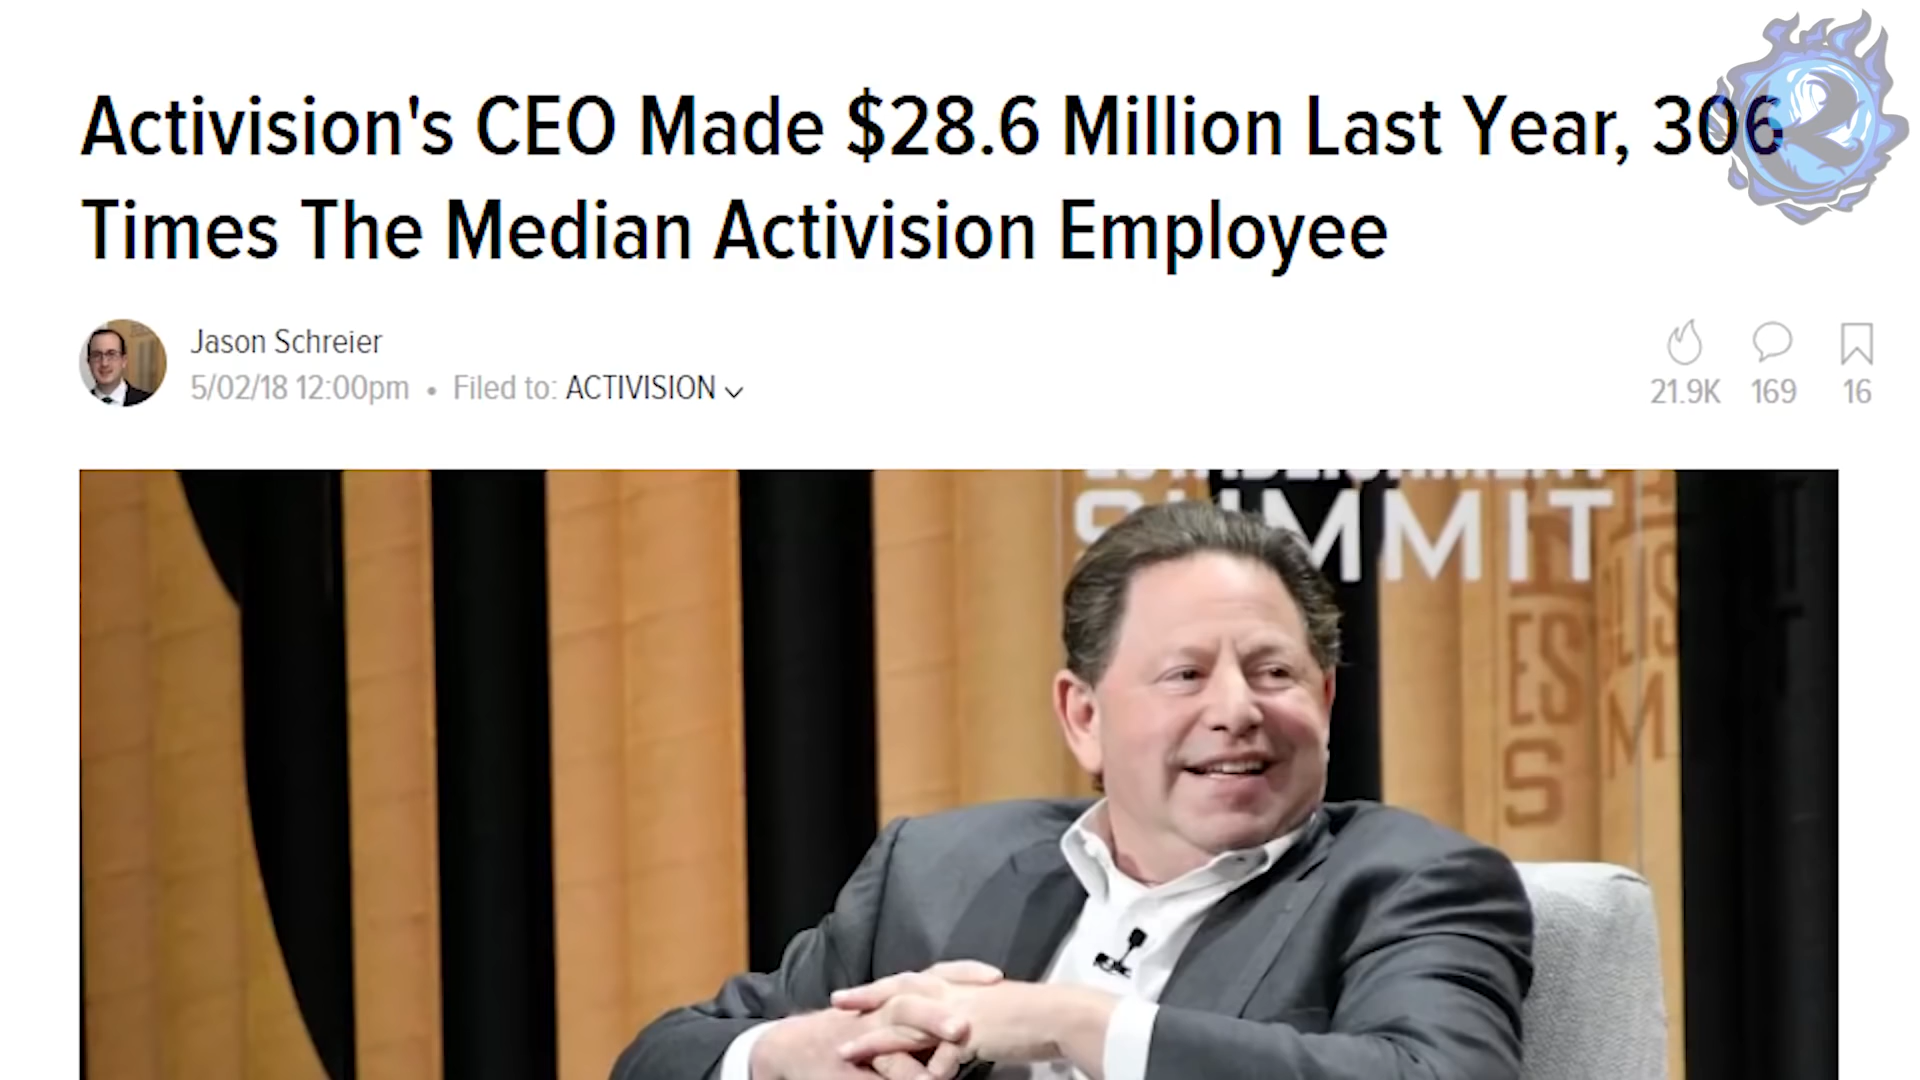 Activision's CEO Made $28.6 Million Last Year, 306
Times The Median Activision Employee
Jason Schreier
5/02/18 12:00pm • Filed to: ACTIVISION
21.9K 169 16
SUMMIT